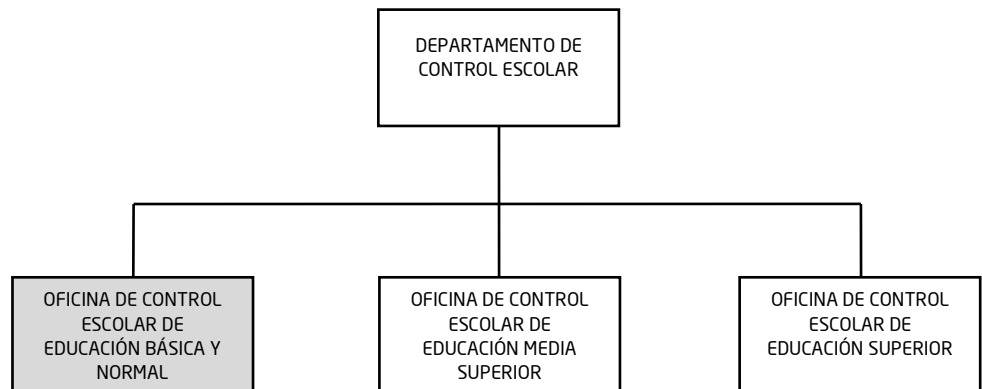 DEPARTAMENTO DE
CONTROL ESCOLAR
OFICINA DE CONTROL
ESCOLAR DE
EDUCACIÓN BÁSICA Y
NORMAL
OFICINA DE CONTROL
ESCOLAR DE
EDUCACIÓN MEDIA
SUPERIOR
OFICINA DE CONTROL
ESCOLAR DE
EDUCACIÓN SUPERIOR